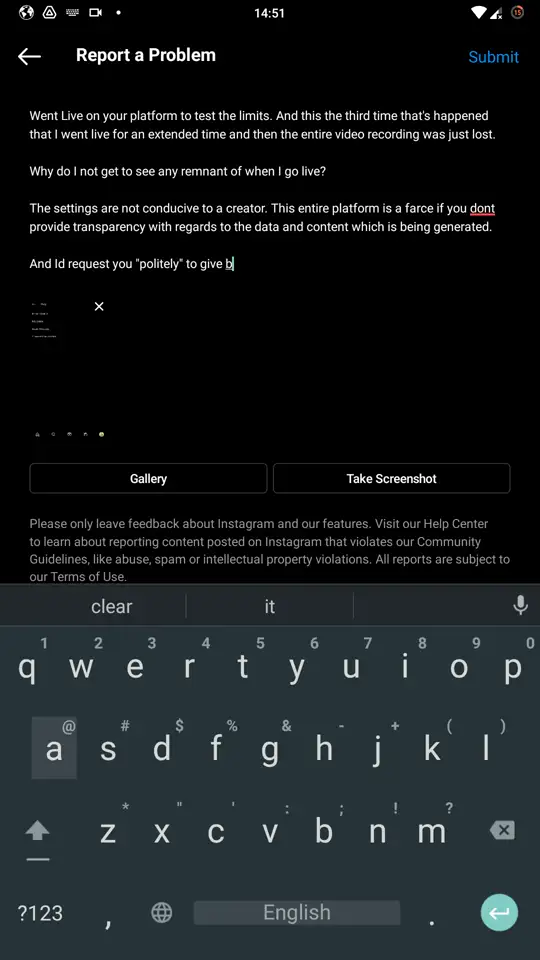 14:51
15
Report a Problem
Submit
Went Live on your platform to test the limits. And this the third time that's happened
that I went live for an extended time and then the entire video recording was just lost.
Why do I not get to see any remnant of when I go live?
The settings are not conducive to a creator. This entire platform is a farce if you dont
provide transparency with regards to the data and content which is being generated.
And Id request you "politely" to give b
Gallery
Take Screenshot
Please only leave feedback about Instagram and our features. Visit our Help Center
to learn about reporting content posted on Instagram that violates our Community
Guidelines, like abuse, spam or intellectual property violations. All reports are subject to
our Terms of Use.
clear it
1 2 3 4 5 6 7 8 9 0
q w e r t y u i o p
@ # $ % & - + ( )
a s d f g h j k l
* " ' : ; ! ?
z x c v b n m
?123 , English .